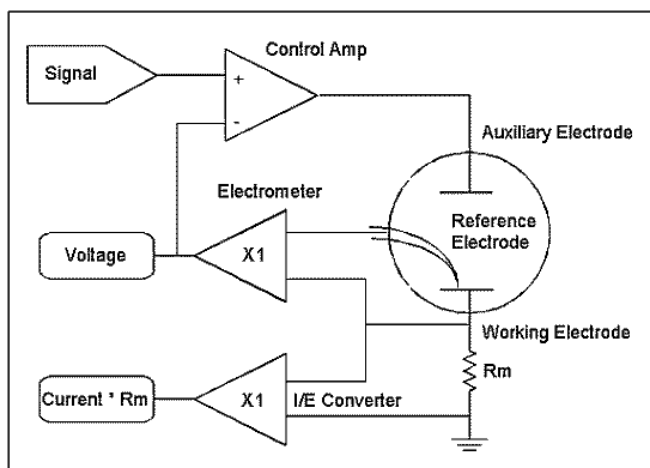 Control Amp
Signal
+
-
Auxiliary Electrode
Electrometer
Reference
Electrode
Voltage
X1
Working Electrode
Rm
Current * Rm
X1
I/E Converter